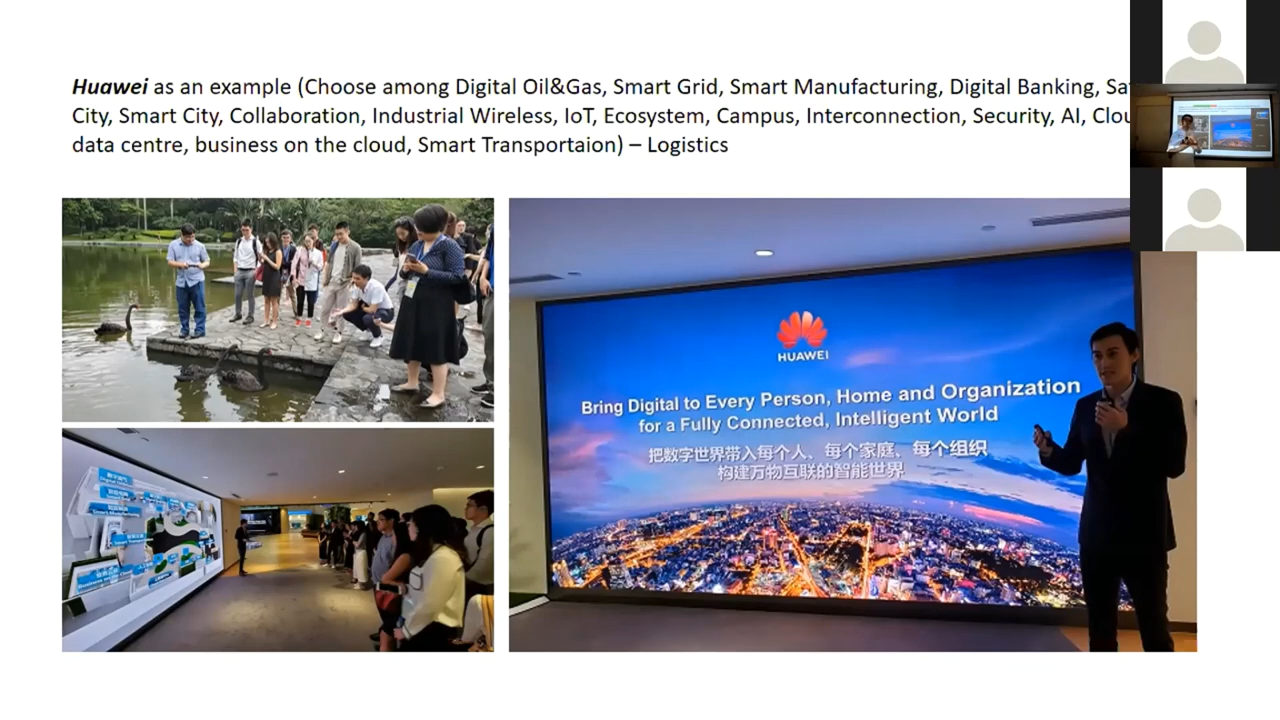 Huawei as an example (Choose among Digital Oil&Gas, Smart Grid, Smart Manufacturing, Digital Banking,
City, Smart City, Collaboration, Industrial Wireless, IoT, Ecosystem, Campus, Interconnection, Security, AI,
data centre, business on the cloud, Smart Transportaion) – Logistics
HUAWEI
Bring Digital to Every Person, Home and Organization
for a Fully Connected, Intelligent World
把数字世界带入每个人、每个家庭、每个组织
构建万物互联的智能世界